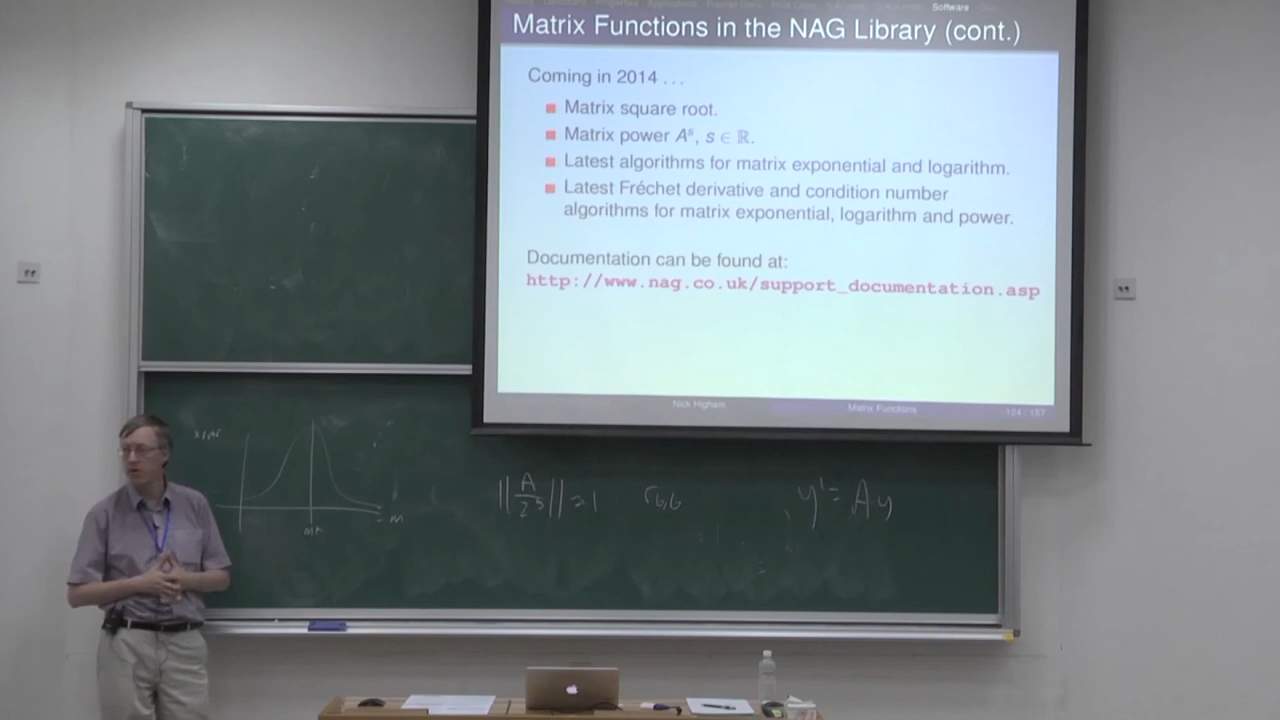 Software
Matrix Functions in the NAG Library (cont.)
Coming in 2014 . . .
Matrix square root.
Matrix power Aˢ, s ∈ ℝ.
Latest algorithms for matrix exponential and logarithm.
Latest Fréchet derivative and condition number
algorithms for matrix exponential, logarithm and power.
Documentation can be found at:
http://www.nag.co.uk/support_documentation.asp
Nick Higham Matrix Functions 124 / 157
||A/2ˢ|| ≈ 1 y' = Ay